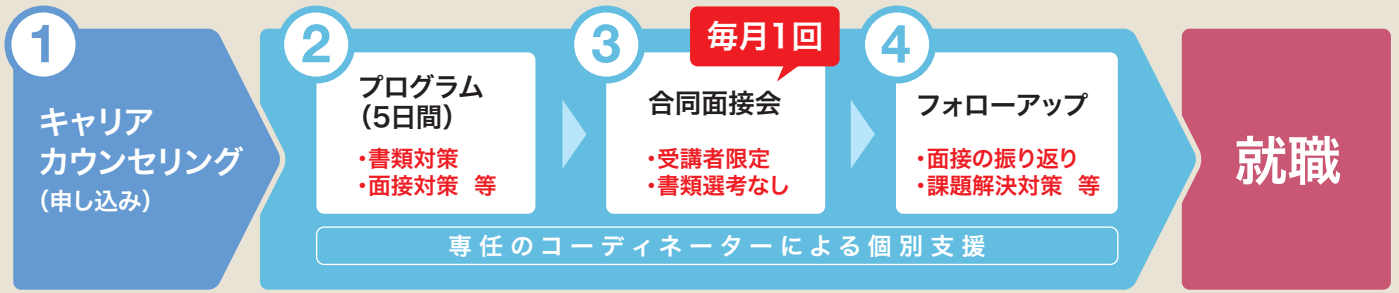 1
キャリア
カウンセリング
（申し込み）
2
プログラム
（5日間）
・書類対策
・面接対策 等
3
毎月1回
合同面接会
・受講者限定
・書類選考なし
4
フォローアップ
・面接の振り返り
・課題解決対策 等
専任のコーディネーターによる個別支援
就職